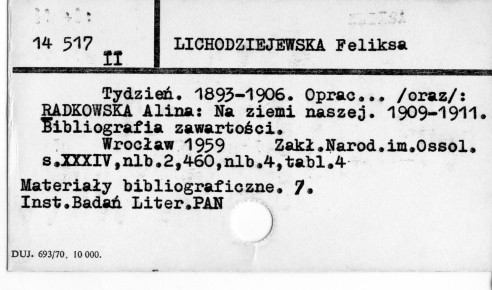 14 517
II
LICHODZIEJEWSKA Feliksa
Tydzień. 1893-1906. Oprac... /oraz/:
RADKOWSKA Alina: Na ziemi naszej. 1909-1911.
Bibliografia zawartości.
Wrocław 1959 Zakł.Narod.im.Ossol.
s.XXXIV,nlb.2,460,nlb.4,tabl.4
Materiały bibliograficzne. 7.
Inst.Badań Liter.PAN
DUJ. 693/70, 10 000.